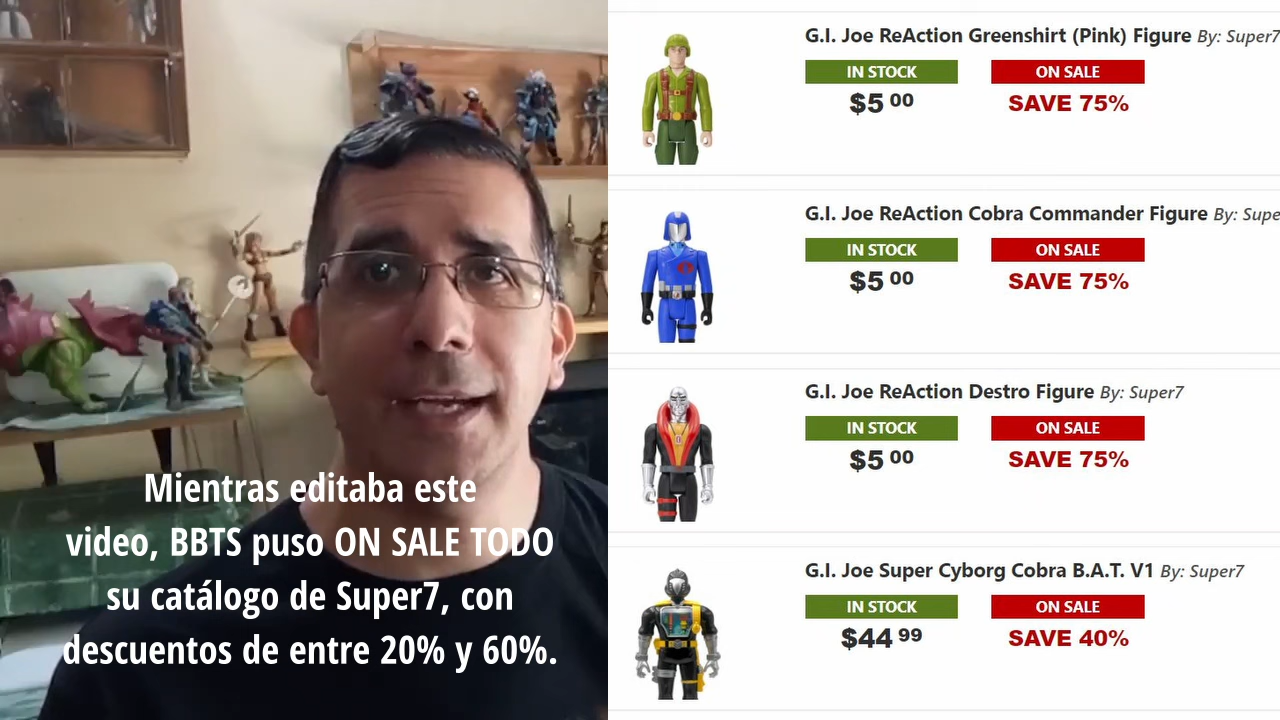 Mientras editaba este
video, BBTS puso ON SALE TODO
su catálogo de Super7, con
descuentos de entre 20% y 60%.
G.I. Joe ReAction Greenshirt (Pink) Figure By: Super7
IN STOCK ON SALE
$5 00 SAVE 75%
G.I. Joe ReAction Cobra Commander Figure By: Supe
IN STOCK ON SALE
$5 00 SAVE 75%
G.I. Joe ReAction Destro Figure By: Super7
IN STOCK ON SALE
$5 00 SAVE 75%
G.I. Joe Super Cyborg Cobra B.A.T. V1 By: Super7
IN STOCK ON SALE
$44 99 SAVE 40%